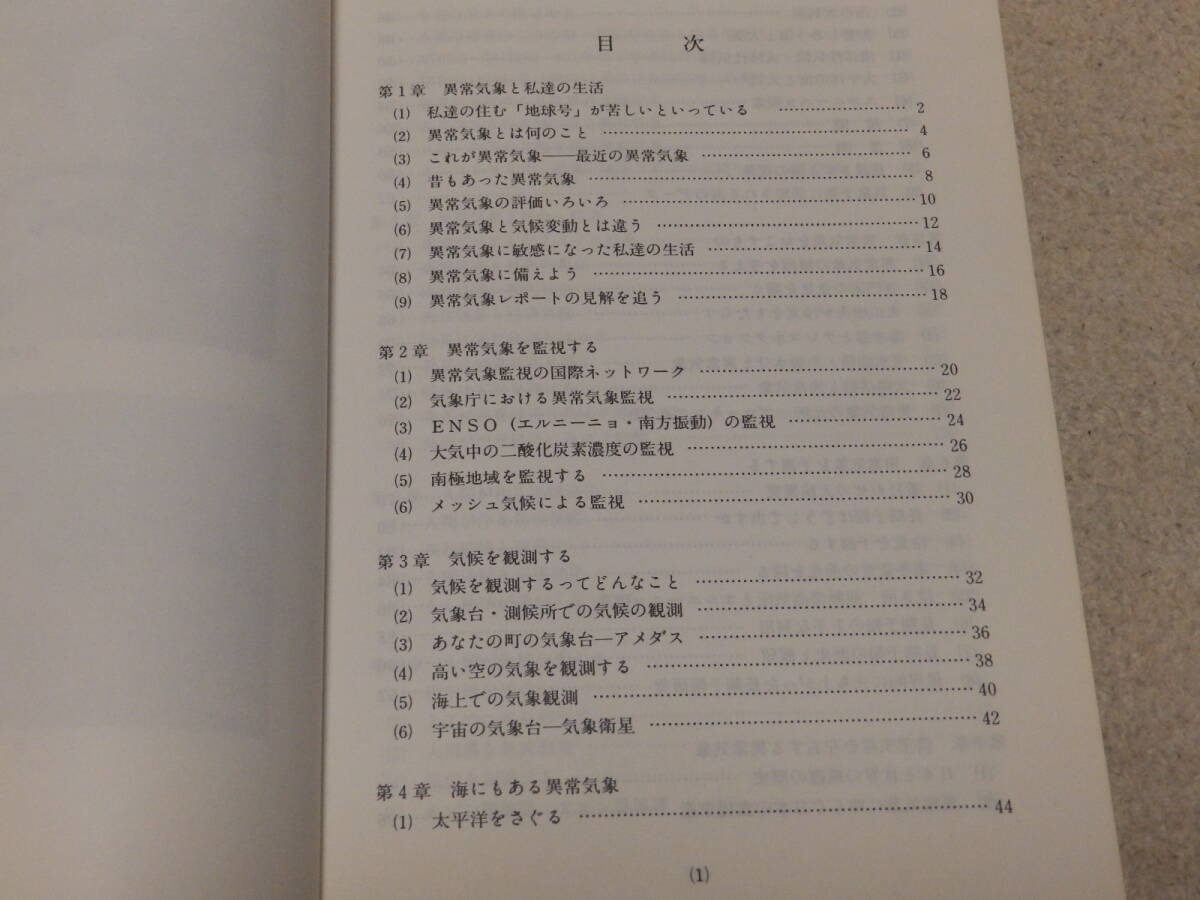 目 次
第1章 異常気象と私達の生活
(1) 私達の住む「地球号」が苦しいといっている ………………… 2
(2) 異常気象とは何のこと ………………………………………… 4
(3) これが異常気象――最近の異常気象 ………………………… 6
(4) 昔もあった異常気象 …………………………………………… 8
(5) 異常気象の評価いろいろ ……………………………………… 10
(6) 異常気象と気候変動とは違う ………………………………… 12
(7) 異常気象に敏感になった私達の生活 ………………………… 14
(8) 異常気象に備えよう …………………………………………… 16
(9) 異常気象レポートの見解を追う ……………………………… 18
第2章 異常気象を監視する
(1) 異常気象監視の国際ネットワーク …………………………… 20
(2) 気象庁における異常気象監視 ………………………………… 22
(3) ENSO(エルニーニョ・南方振動)の監視 ………………… 24
(4) 大気中の二酸化炭素濃度の監視 ……………………………… 26
(5) 南極地域を監視する …………………………………………… 28
(6) メッシュ気候による監視 ……………………………………… 30
第3章 気候を観測する
(1) 気候を観測するってどんなこと ……………………………… 32
(2) 気象台・測候所での気候の観測 ……………………………… 34
(3) あなたの町の気象台―アメダス ……………………………… 36
(4) 高い空の気象を観測する ……………………………………… 38
(5) 海上での気象観測 ……………………………………………… 40
(6) 宇宙の気象台―気象衛星 ……………………………………… 42
第4章 海にもある異常気象
(1) 太平洋をさぐる ………………………………………………… 44
(1)